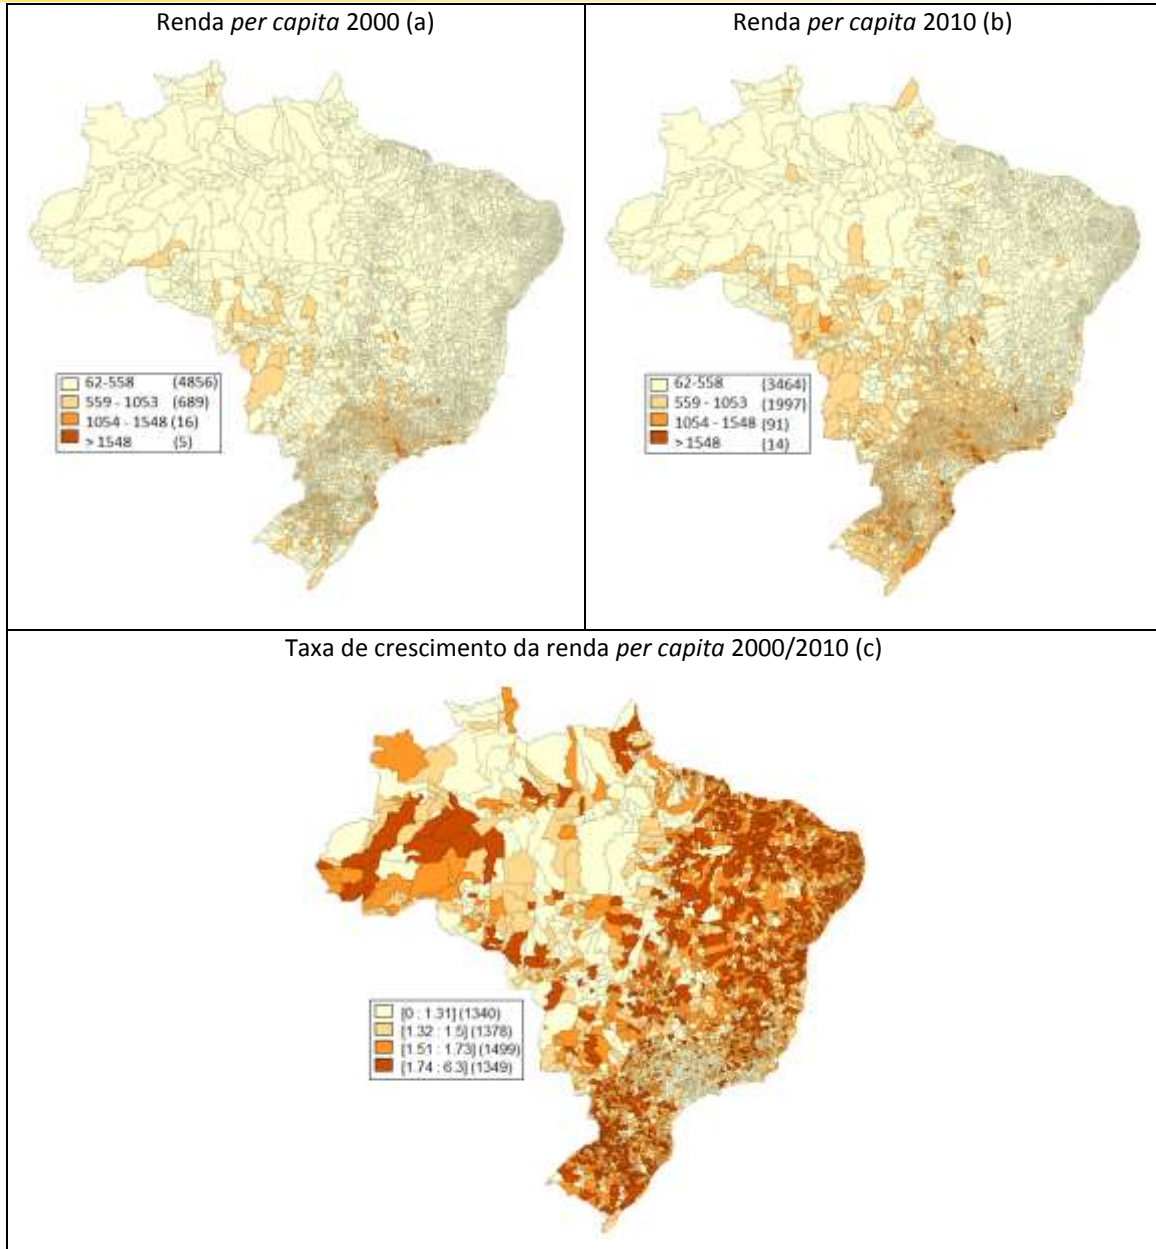 Renda per capita 2000 (a)
Renda per capita 2010 (b)
62-558 (4856)
559 - 1053 (689)
1054 - 1548 (16)
> 1548 (5)
62-558 (3464)
559 - 1053 (1997)
1054 - 1548 (91)
> 1548 (14)
Taxa de crescimento da renda per capita 2000/2010 (c)
[0 : 1.31] (1340)
[1.32 : 1.5] (1378)
[1.51 : 1.73] (1499)
[1.74 : 6.3] (1349)